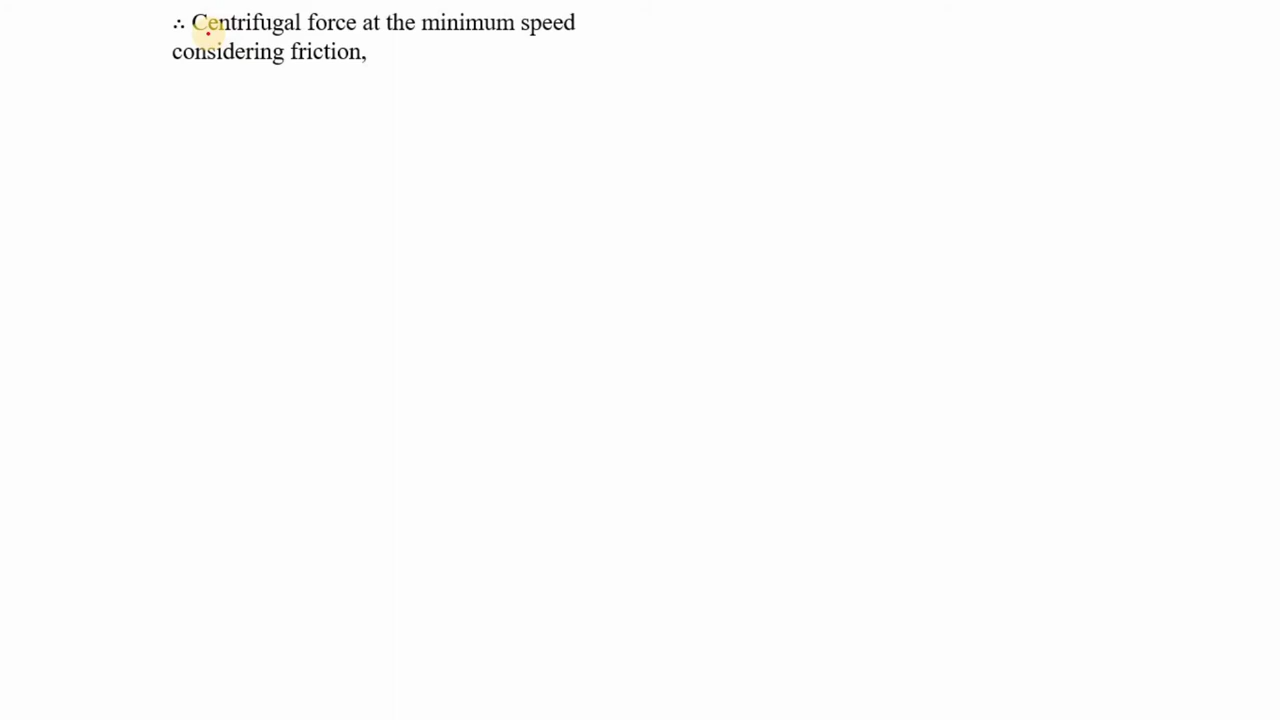 ∴ Centrifugal force at the minimum speed
considering friction,